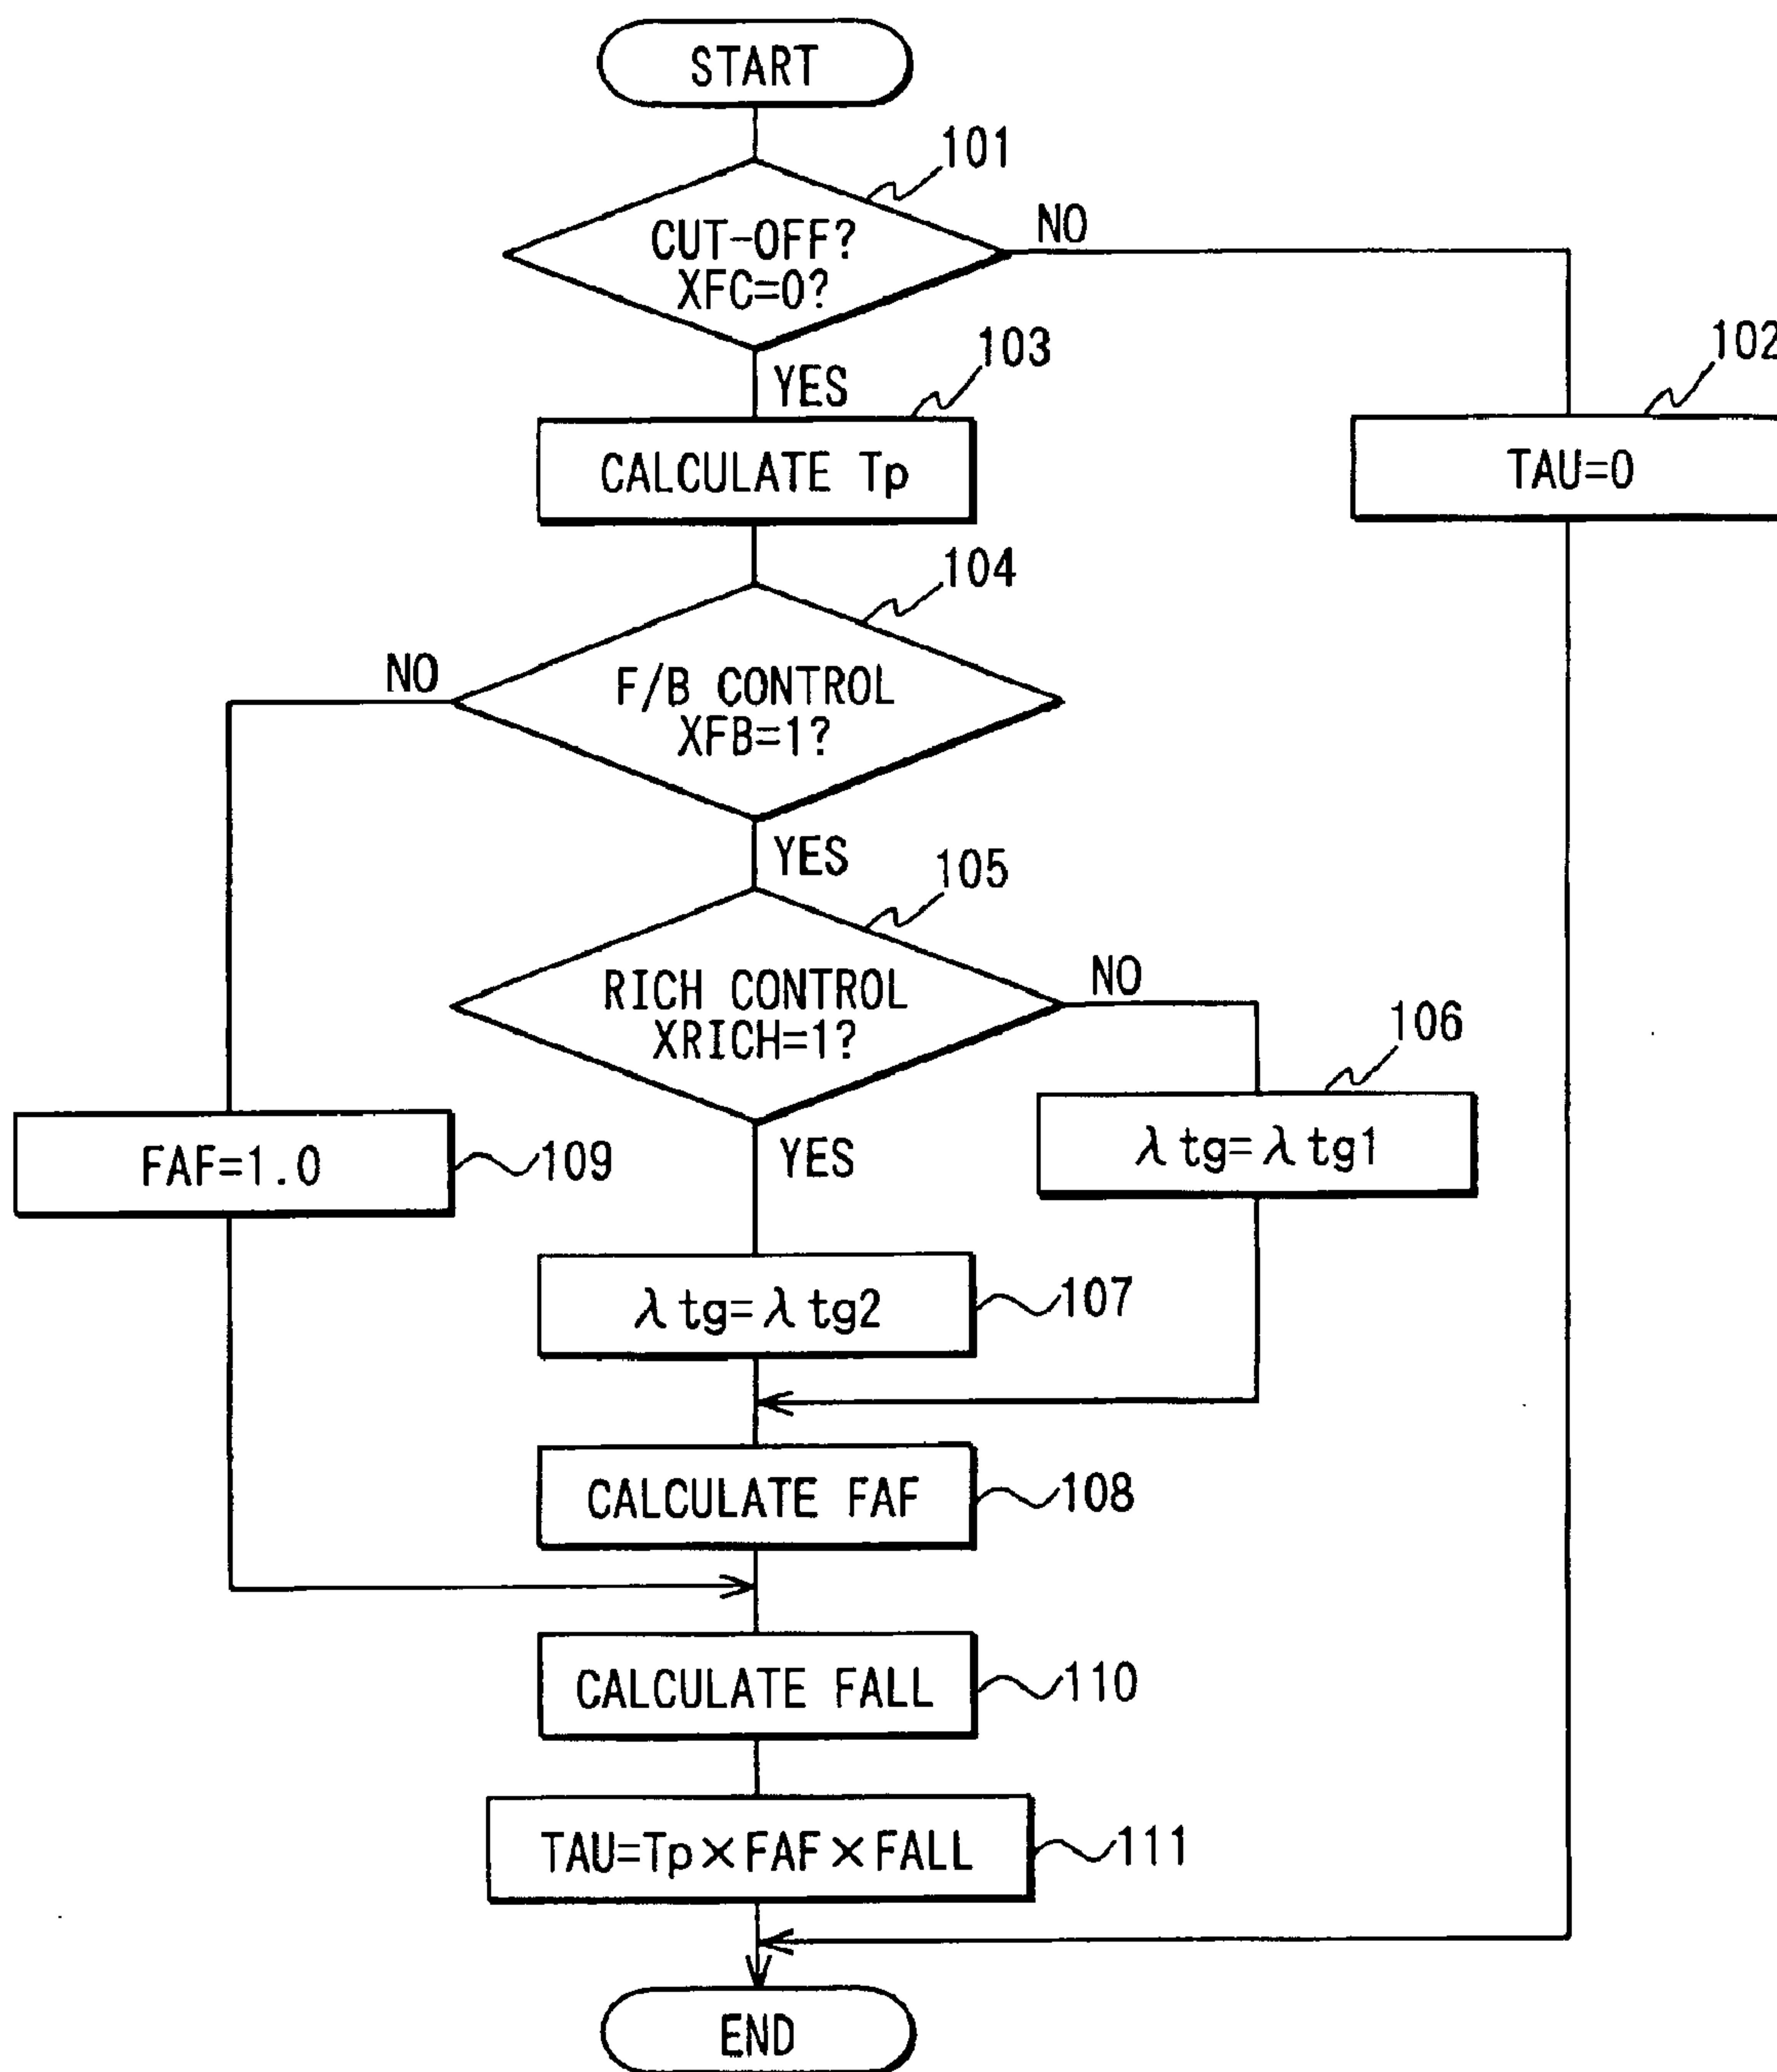 START
101
CUT-OFF?
XFC=0?
NO
YES
103
102
CALCULATE Tp
TAU=0
104
F/B CONTROL
XFB=1?
NO
YES
105
RICH CONTROL
XRICH=1?
NO
YES
106
λtg=λtg1
FAF=1.0
109
λtg=λtg2
107
CALCULATE FAF
108
CALCULATE FALL
110
TAU=Tp×FAF×FALL
111
END